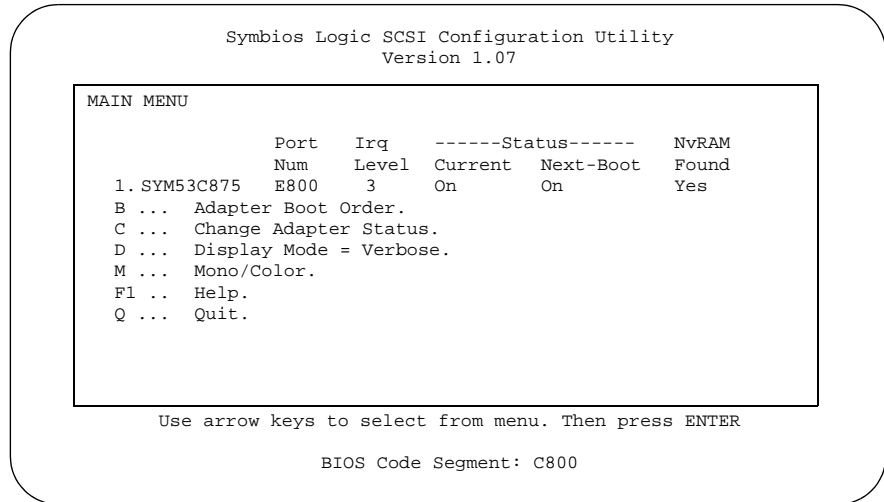 Symbios Logic SCSI Configuration Utility
Version 1.07
MAIN MENU
Port Irq ------Status------ NvRAM
Num Level Current Next-Boot Found
1. SYM53C875 E800 3 On On Yes
B ... Adapter Boot Order.
C ... Change Adapter Status.
D ... Display Mode = Verbose.
M ... Mono/Color.
F1 .. Help.
Q ... Quit.
Use arrow keys to select from menu. Then press ENTER
BIOS Code Segment: C800